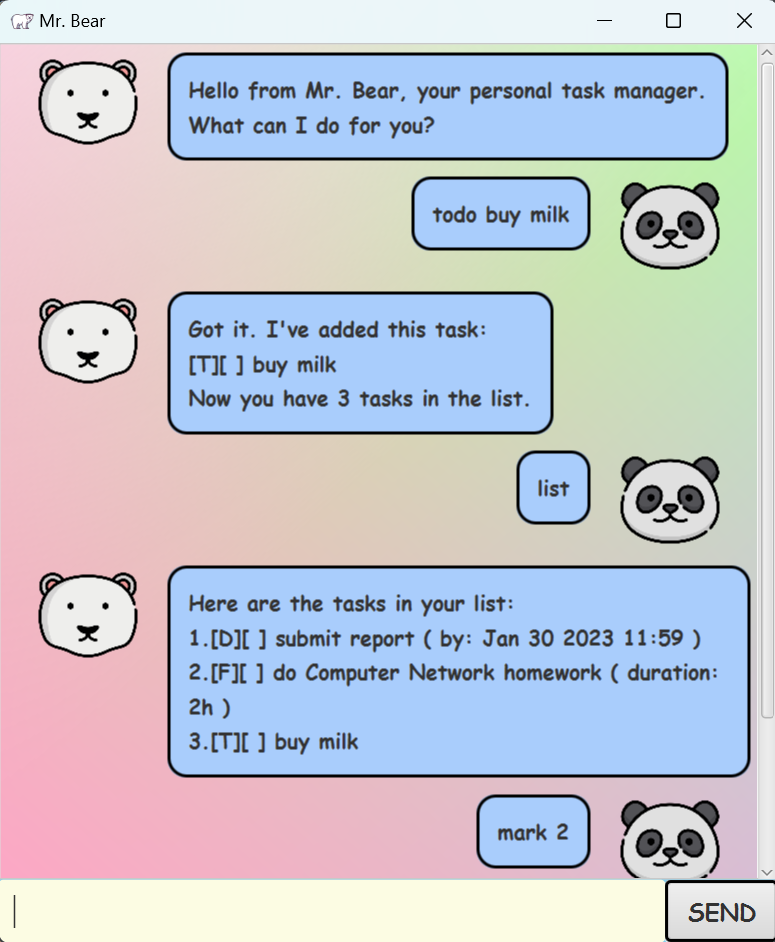 Mr. Bear
Hello from Mr. Bear, your personal task manager.
What can I do for you?
todo buy milk
Got it. I've added this task:
[T][ ] buy milk
Now you have 3 tasks in the list.
list
Here are the tasks in your list:
1.[D][ ] submit report ( by: Jan 30 2023 11:59 )
2.[F][ ] do Computer Network homework ( duration:
2h )
3.[T][ ] buy milk
mark 2
SEND